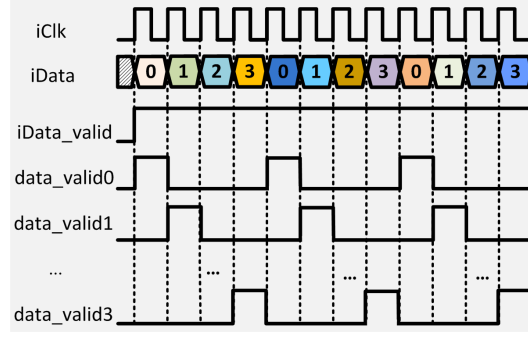 iClk
iData 0 1 2 3 0 1 2 3 0 1 2 3
iData_valid
data_valid0
data_valid1
... ... ... ...
data_valid3